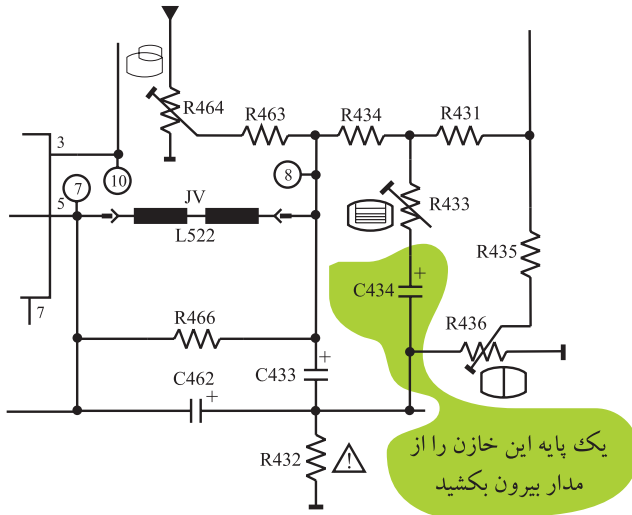 R464
R463
R434
R431
3
10
8
7
5
JV
L522
R433
R435
C434
+
R436
7
R466
C433
+
C462
+
R432
!
یک پایه این خازن را از
مدار بیرون بکشید